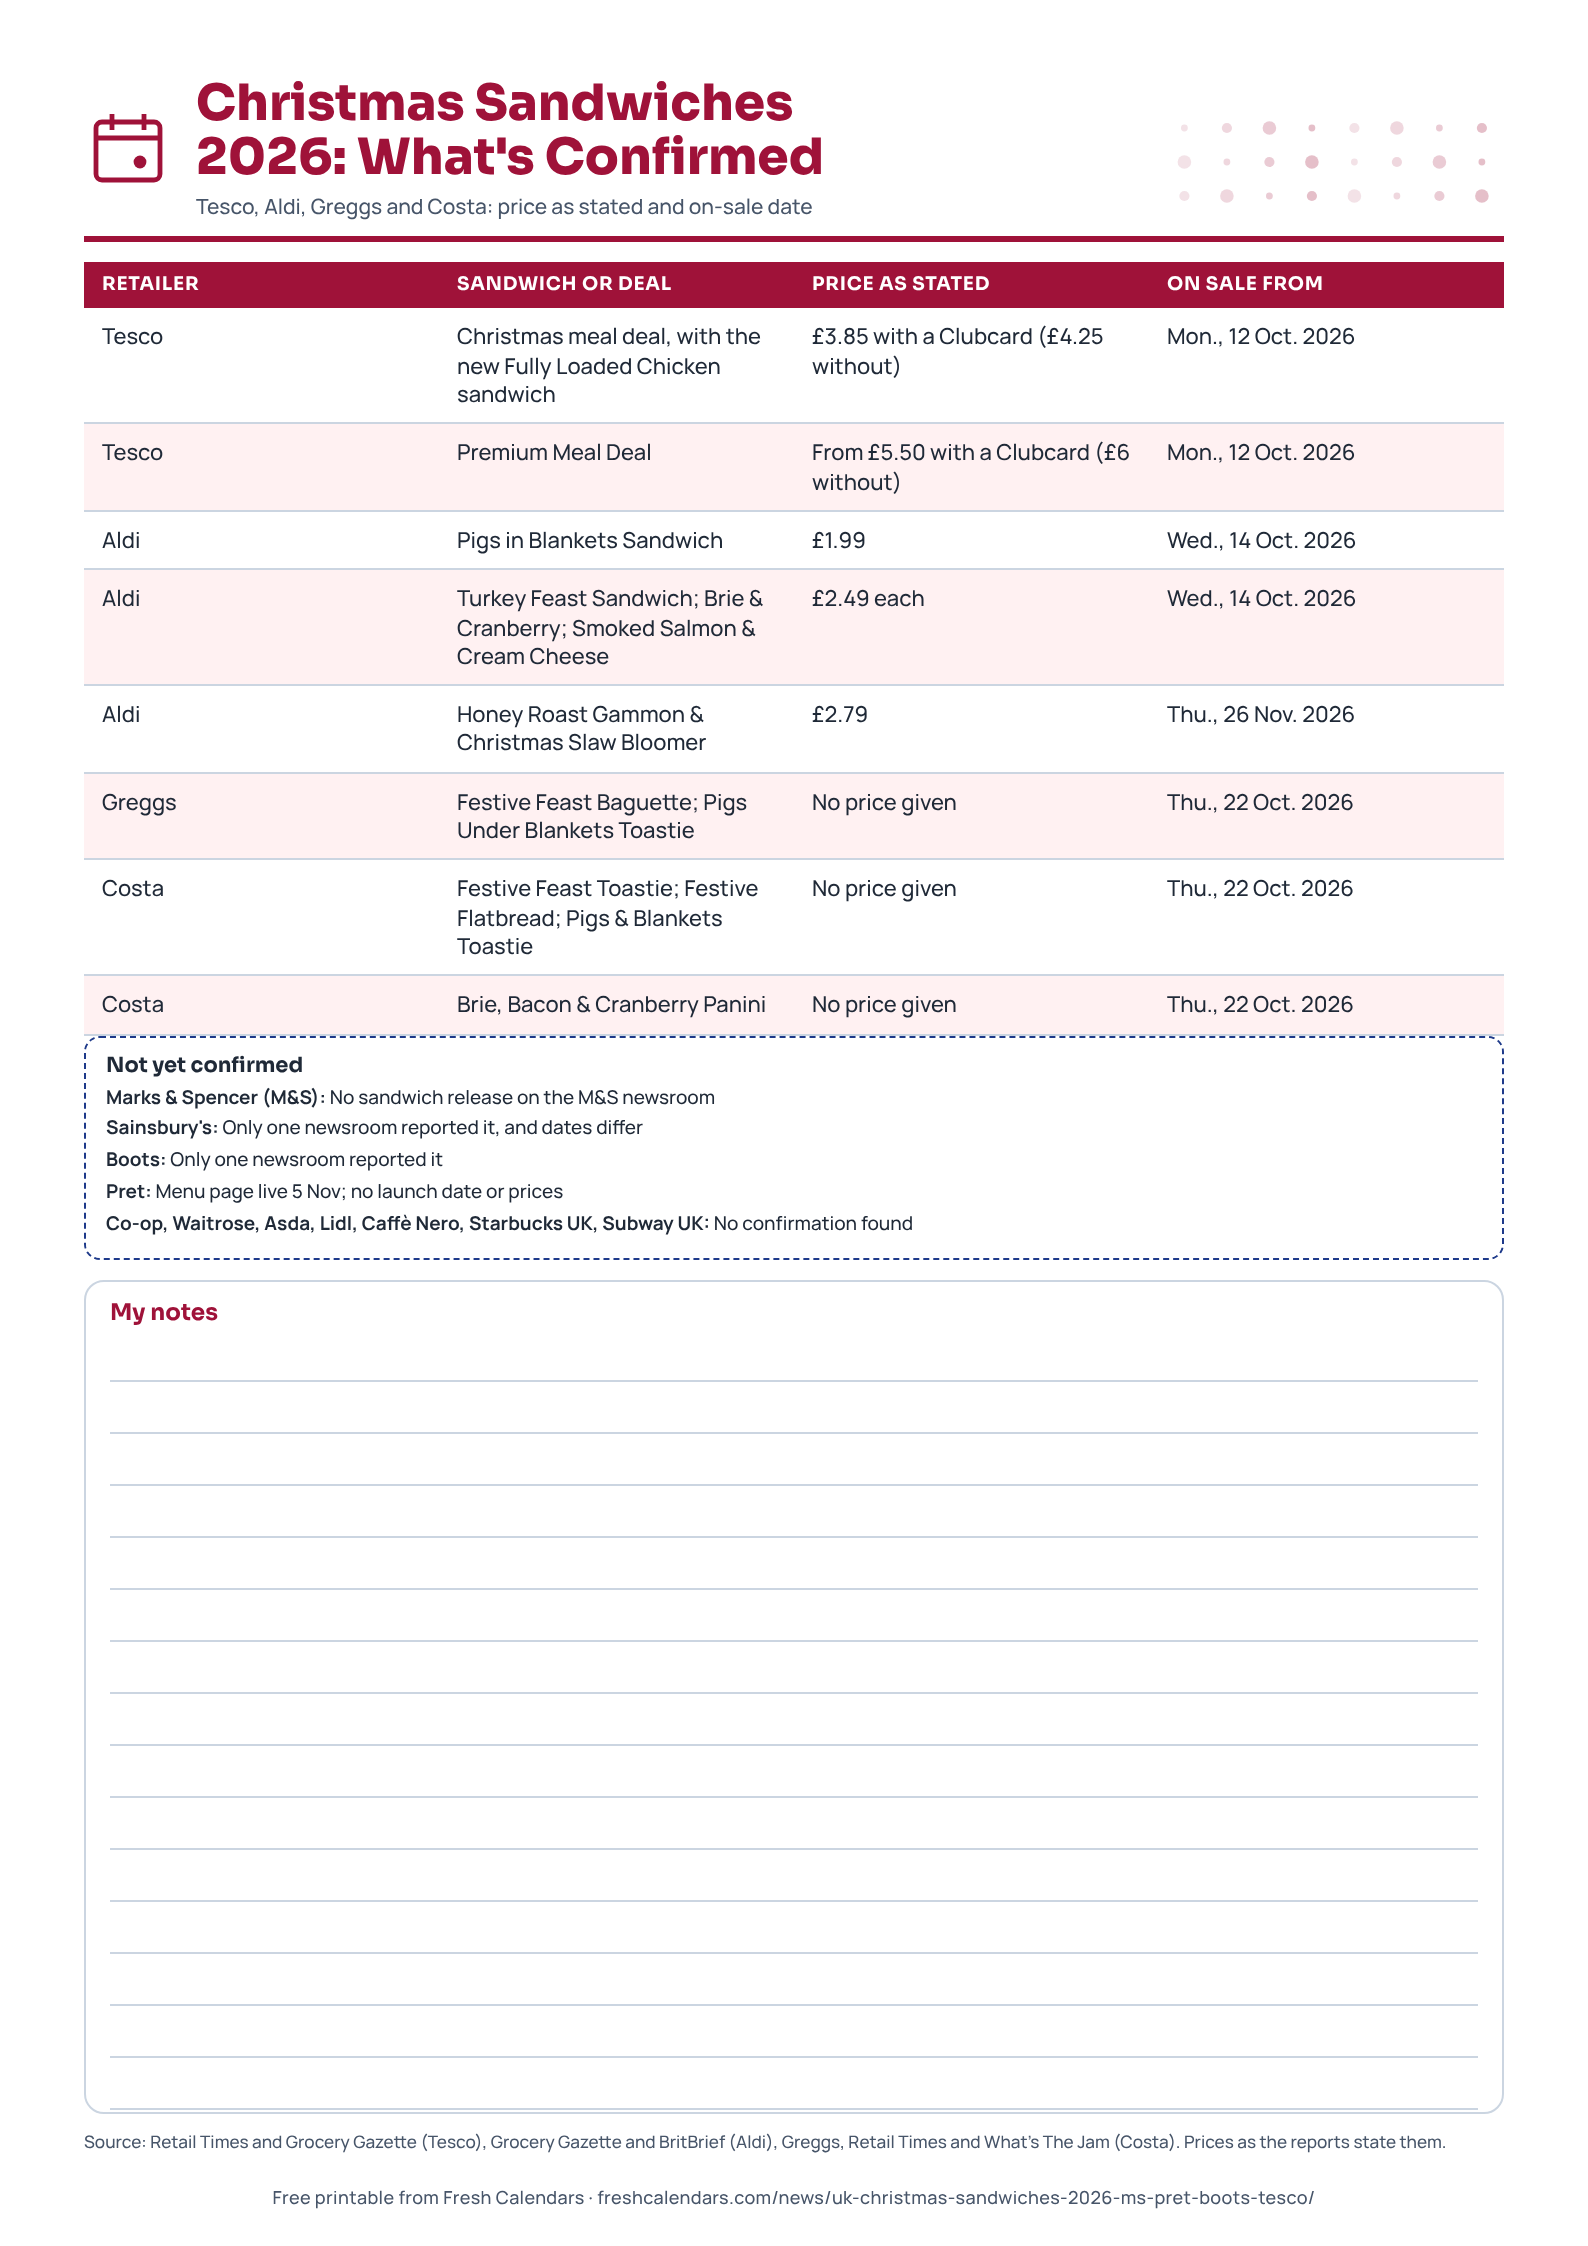 Christmas Sandwiches
2026: What's Confirmed
Tesco, Aldi, Greggs and Costa: price as stated and on-sale date
RETAILER SANDWICH OR DEAL PRICE AS STATED ON SALE FROM
Tesco Christmas meal deal, with the £3.85 with a Clubcard (£4.25 Mon., 12 Oct. 2026
new Fully Loaded Chicken without)
sandwich
Tesco Premium Meal Deal From £5.50 with a Clubcard (£6 Mon., 12 Oct. 2026
without)
Aldi Pigs in Blankets Sandwich £1.99 Wed., 14 Oct. 2026
Aldi Turkey Feast Sandwich; Brie & £2.49 each Wed., 14 Oct. 2026
Cranberry; Smoked Salmon &
Cream Cheese
Aldi Honey Roast Gammon & £2.79 Thu., 26 Nov. 2026
Christmas Slaw Bloomer
Greggs Festive Feast Baguette; Pigs No price given Thu., 22 Oct. 2026
Under Blankets Toastie
Costa Festive Feast Toastie; Festive No price given Thu., 22 Oct. 2026
Flatbread; Pigs & Blankets
Toastie
Costa Brie, Bacon & Cranberry Panini No price given Thu., 22 Oct. 2026
Not yet confirmed
Marks & Spencer (M&S): No sandwich release on the M&S newsroom
Sainsbury's: Only one newsroom reported it, and dates differ
Boots: Only one newsroom reported it
Pret: Menu page live 5 Nov; no launch date or prices
Co-op, Waitrose, Asda, Lidl, Caffè Nero, Starbucks UK, Subway UK: No confirmation found
My notes
Source: Retail Times and Grocery Gazette (Tesco), Grocery Gazette and BritBrief (Aldi), Greggs, Retail Times and What's The Jam (Costa). Prices as the reports state them.
Free printable from Fresh Calendars · freshcalendars.com/news/uk-christmas-sandwiches-2026-ms-pret-boots-tesco/